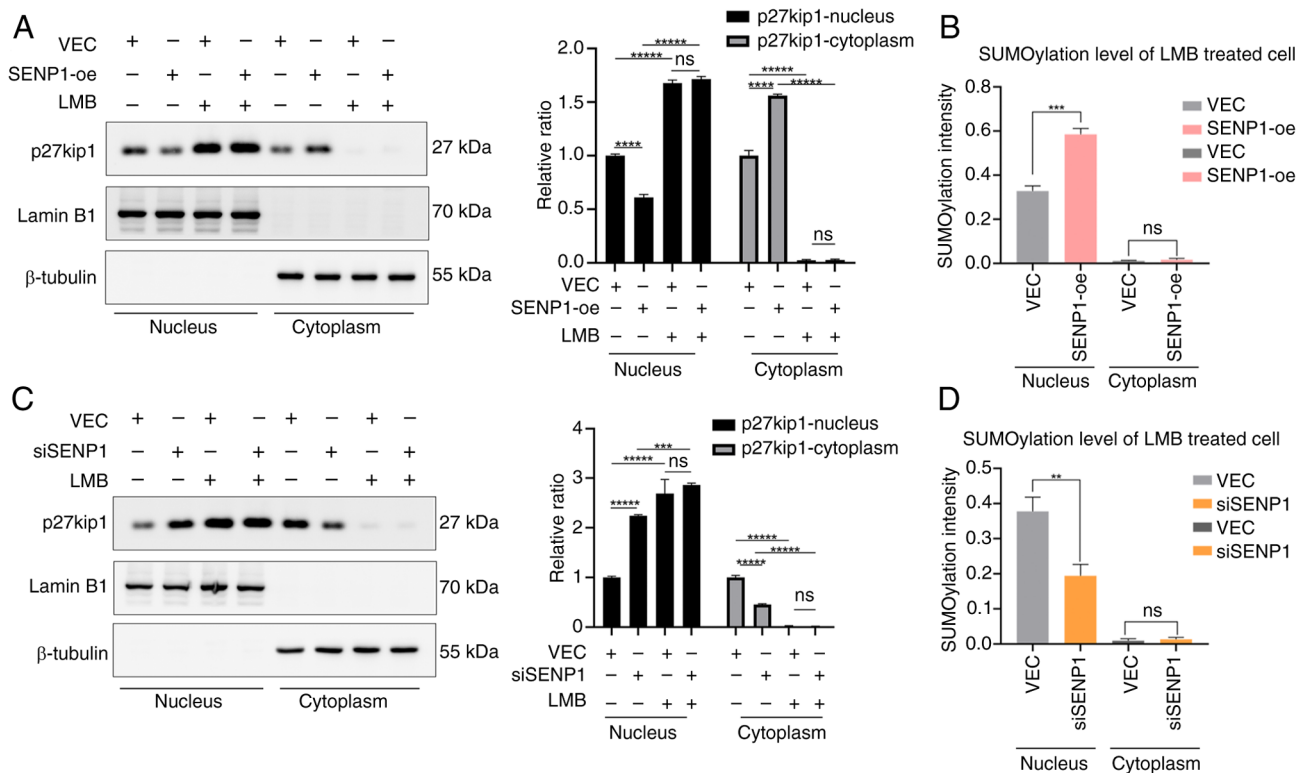 A
VEC + − + − + − + −
SENP1-oe − + − + − + − +
LMB − − + + − − + +
p27kip1 27 kDa
Lamin B1 70 kDa
β-tubulin 55 kDa
Nucleus Cytoplasm
p27kip1-nucleus
p27kip1-cytoplasm
Relative ratio
2.0
1.5
1.0
0.5
0.0
**** ***** ***** ns
**** ***** ***** ns
VEC + − + − + − + −
SENP1-oe − + − + − + − +
LMB − − + + − − + +
Nucleus Cytoplasm
B
SUMOylation level of LMB treated cell
SUMOylation intensity
0.8
0.6
0.4
0.2
0.0
*** ns
VEC
SENP1-oe
VEC
SENP1-oe
VEC SENP1-oe VEC SENP1-oe
Nucleus Cytoplasm
C
VEC + − + − + − + −
siSENP1 − + − + − + − +
LMB − − + + − − + +
p27kip1 27 kDa
Lamin B1 70 kDa
β-tubulin 55 kDa
Nucleus Cytoplasm
p27kip1-nucleus
p27kip1-cytoplasm
Relative ratio
4
3
2
1
0
***** ***** *** ns
***** ***** ***** ns
VEC + − + − + − + −
siSENP1 − + − + − + − +
LMB − − + + − − + +
Nucleus Cytoplasm
D
SUMOylation level of LMB treated cell
SUMOylation intensity
0.5
0.4
0.3
0.2
0.1
0.0
** ns
VEC
siSENP1
VEC
siSENP1
VEC siSENP1 VEC siSENP1
Nucleus Cytoplasm